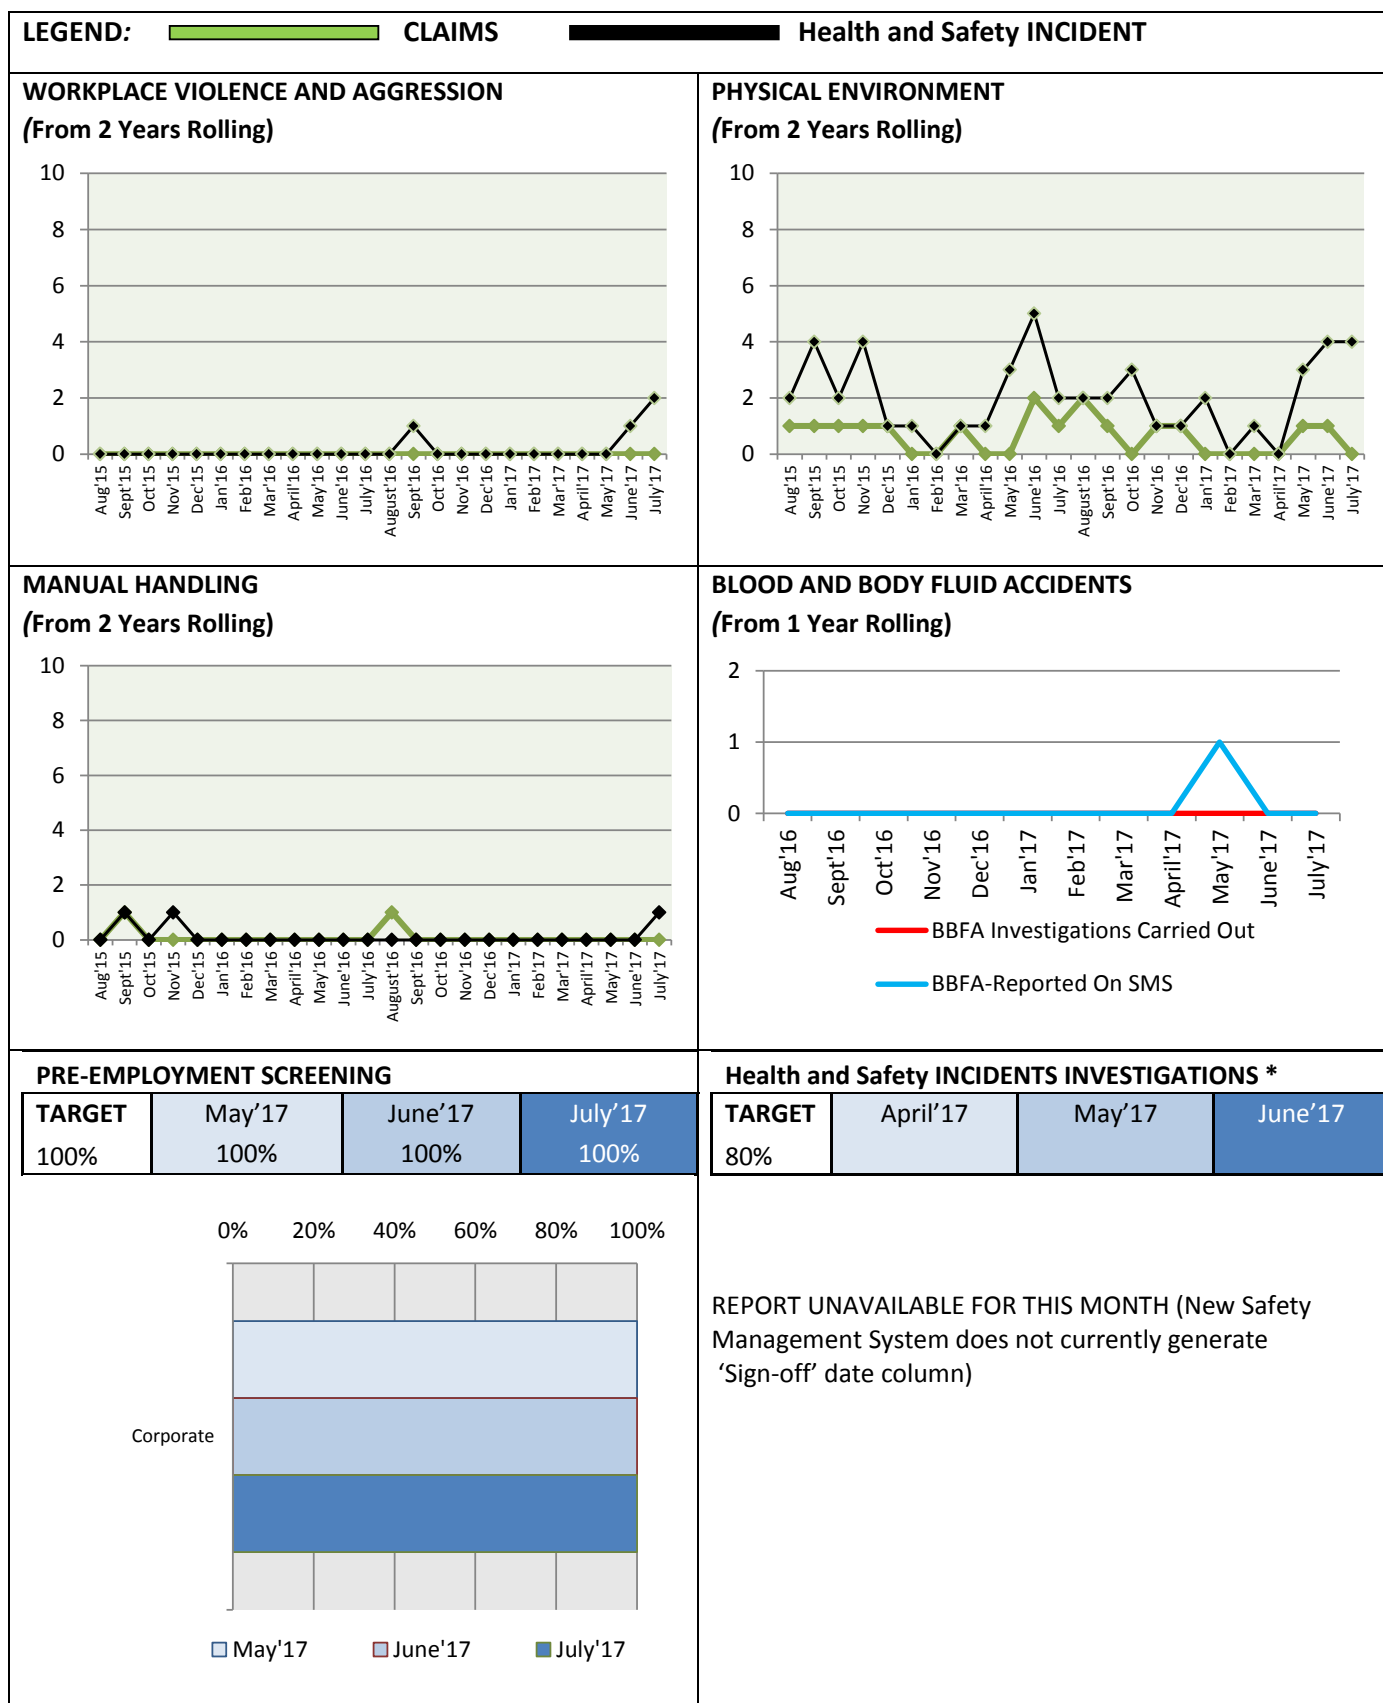 LEGEND: CLAIMS Health and Safety INCIDENT
WORKPLACE VIOLENCE AND AGGRESSION
(From 2 Years Rolling)
10
8
6
4
2
0
Aug'15
Sept'15
Oct'15
Nov'15
Dec'15
Jan'16
Feb'16
Mar'16
April'16
May'16
June'16
July'16
August'16
Sept'16
Oct'16
Nov'16
Dec'16
Jan'17
Feb'17
Mar'17
April'17
May'17
June'17
July'17
PHYSICAL ENVIRONMENT
(From 2 Years Rolling)
10
8
6
4
2
0
Aug'15
Sept'15
Oct'15
Nov'15
Dec'15
Jan'16
Feb'16
Mar'16
April'16
May'16
June'16
July'16
August'16
Sept'16
Oct'16
Nov'16
Dec'16
Jan'17
Feb'17
Mar'17
April'17
May'17
June'17
July'17
MANUAL HANDLING
(From 2 Years Rolling)
10
8
6
4
2
0
Aug'15
Sept'15
Oct'15
Nov'15
Dec'15
Jan'16
Feb'16
Mar'16
April'16
May'16
June'16
July'16
August'16
Sept'16
Oct'16
Nov'16
Dec'16
Jan'17
Feb'17
Mar'17
April'17
May'17
June'17
July'17
BLOOD AND BODY FLUID ACCIDENTS
(From 1 Year Rolling)
2
1
0
Aug'16
Sept'16
Oct'16
Nov'16
Dec'16
Jan'17
Feb'17
Mar'17
April'17
May'17
June'17
July'17
BBFA Investigations Carried Out
BBFA-Reported On SMS
PRE-EMPLOYMENT SCREENING
TARGET May’17 June’17 July’17
100% 100% 100% 100%
0% 20% 40% 60% 80% 100%
Corporate
May'17 June'17 July'17
Health and Safety INCIDENTS INVESTIGATIONS *
TARGET April’17 May’17 June’17
80%
REPORT UNAVAILABLE FOR THIS MONTH (New Safety
Management System does not currently generate
‘Sign-off’ date column)